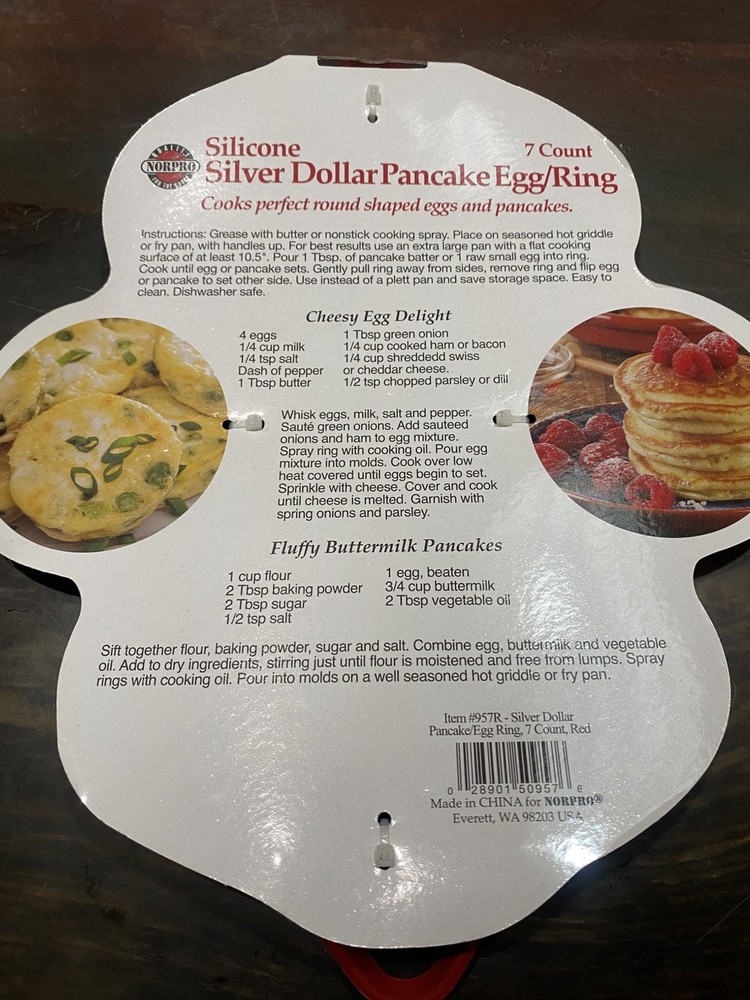 QUALITY
NORPRO
FOR THE COOK
Silicone
7 Count
Silver Dollar Pancake Egg/Ring
Cooks perfect round shaped eggs and pancakes.
Instructions: Grease with butter or nonstick cooking spray. Place on seasoned hot griddle
or fry pan, with handles up. For best results use an extra large pan with a flat cooking
surface of at least 10.5". Pour 1 Tbsp. of pancake batter or 1 raw small egg into ring.
Cook until egg or pancake sets. Gently pull ring away from sides, remove ring and flip egg
or pancake to set other side. Use instead of a plett pan and save storage space. Easy to
clean. Dishwasher safe.
Cheesy Egg Delight
4 eggs
1/4 cup milk
1/4 tsp salt
Dash of pepper
1 Tbsp butter
1 Tbsp green onion
1/4 cup cooked ham or bacon
1/4 cup shreddedd swiss
or cheddar cheese.
1/2 tsp chopped parsley or dill
Whisk eggs, milk, salt and pepper.
Sauté green onions. Add sauteed
onions and ham to egg mixture.
Spray ring with cooking oil. Pour egg
mixture into molds. Cook over low
heat covered until eggs begin to set.
Sprinkle with cheese. Cover and cook
until cheese is melted. Garnish with
spring onions and parsley.
Fluffy Buttermilk Pancakes
1 cup flour
2 Tbsp baking powder
2 Tbsp sugar
1/2 tsp salt
1 egg, beaten
3/4 cup buttermilk
2 Tbsp vegetable oil
Sift together flour, baking powder, sugar and salt. Combine egg, buttermilk and vegetable
oil. Add to dry ingredients, stirring just until flour is moistened and free from lumps. Spray
rings with cooking oil. Pour into molds on a well seasoned hot griddle or fry pan.
Item #957R - Silver Dollar
Pancake/Egg Ring, 7 Count, Red
0 28901 50957 6
Made in CHINA for NORPRO®
Everett, WA 98203 USA